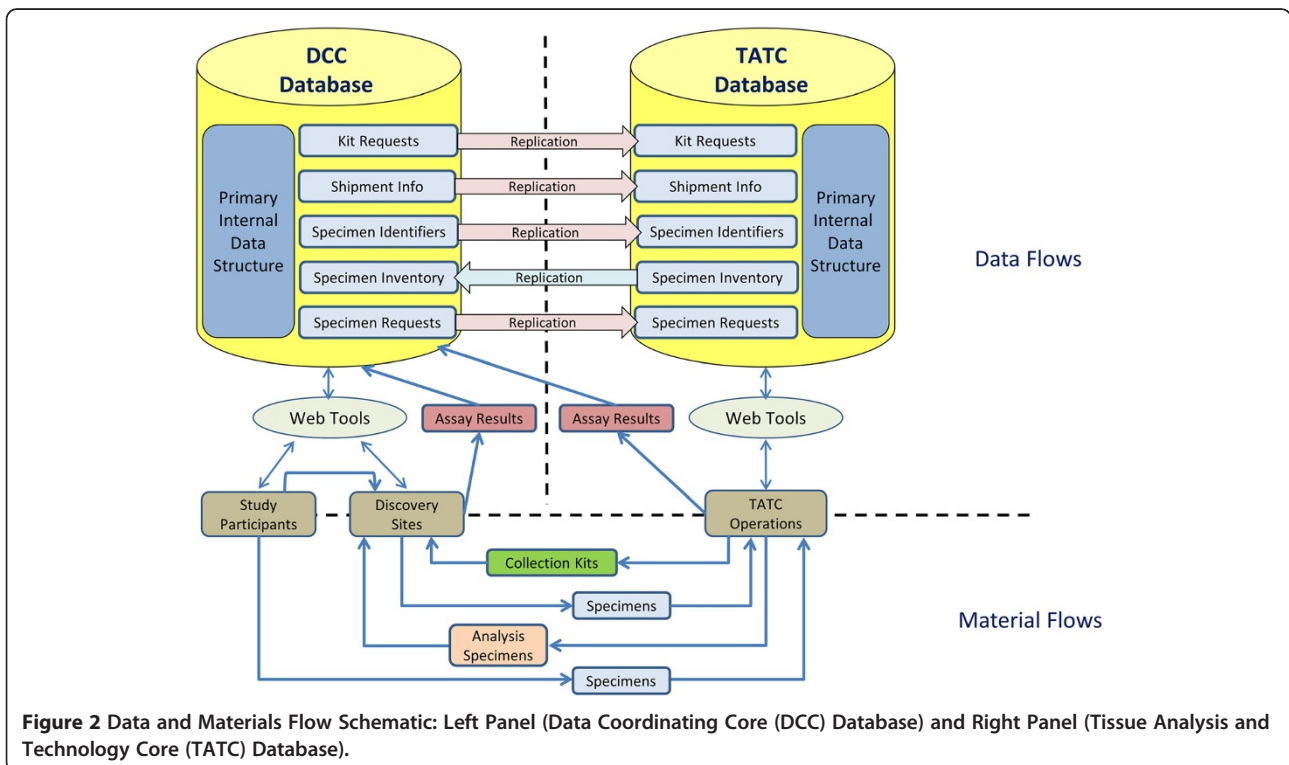 DCC
Database
TATC
Database
Primary
Internal
Data
Structure
Kit Requests
Replication
Kit Requests
Shipment Info
Replication
Shipment Info
Specimen Identifiers
Replication
Specimen Identifiers
Specimen Inventory
Replication
Specimen Inventory
Specimen Requests
Replication
Specimen Requests
Primary
Internal
Data
Structure
Data Flows
Web Tools
Assay Results
Assay Results
Web Tools
Study
Participants
Discovery
Sites
TATC
Operations
Collection Kits
Specimens
Analysis
Specimens
Specimens
Material Flows
Figure 2 Data and Materials Flow Schematic: Left Panel (Data Coordinating Core (DCC) Database) and Right Panel (Tissue Analysis and
Technology Core (TATC) Database).